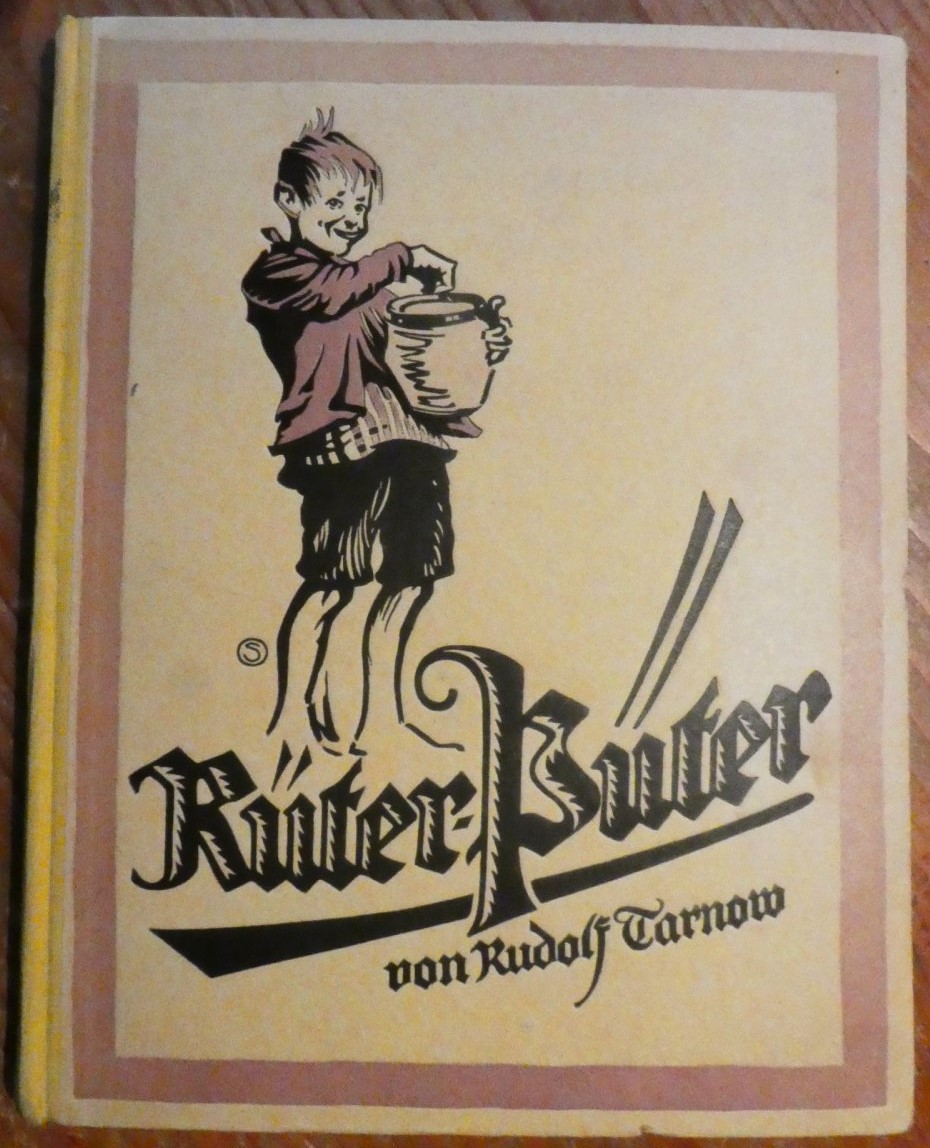 Ⓢ
Rüter-Püter
von Rudolf Tarnow